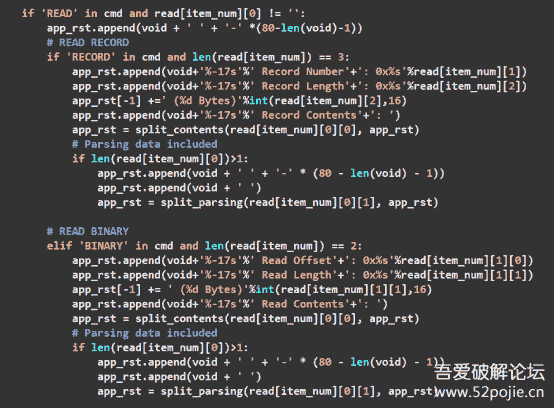 if 'READ' in cmd and read[item_num][0] != '':
    app_rst.append(void + ' ' + '-' *(80-len(void)-1))
    # READ RECORD
    if 'RECORD' in cmd and len(read[item_num]) == 3:
        app_rst.append(void+'%-17s'%' Record Number'+': 0x%s'%read[item_num][1])
        app_rst.append(void+'%-17s'%' Record Length'+': 0x%s'%read[item_num][2])
        app_rst[-1] +=' (%d Bytes)'%int(read[item_num][2],16)
        app_rst.append(void+'%-17s'%' Record Contents'+': ')
        app_rst = split_contents(read[item_num][0][0], app_rst)
        # Parsing data included
        if len(read[item_num][0])>1:
            app_rst.append(void + ' ' + '-' * (80 - len(void) - 1))
            app_rst.append(void + ' ')
            app_rst = split_parsing(read[item_num][0][1], app_rst)

    # READ BINARY
    elif 'BINARY' in cmd and len(read[item_num]) == 2:
        app_rst.append(void+'%-17s'%' Read Offset'+': 0x%s'%read[item_num][1][0])
        app_rst.append(void+'%-17s'%' Read Length'+': 0x%s'%read[item_num][1][1])
        app_rst[-1] += ' (%d Bytes)'%int(read[item_num][1][1],16)
        app_rst.append(void+'%-17s'%' Read Contents'+': ')
        app_rst = split_contents(read[item_num][0][0], app_rst)
        # Parsing data included
        if len(read[item_num][0])>1:
            app_rst.append(void + ' ' + '-' * (80 - len(void) - 1))
            app_rst.append(void + ' ')
            app_rst = split_parsing(read[item_num][0][1], app_rst)
吾爱破解论坛
www.52pojie.cn